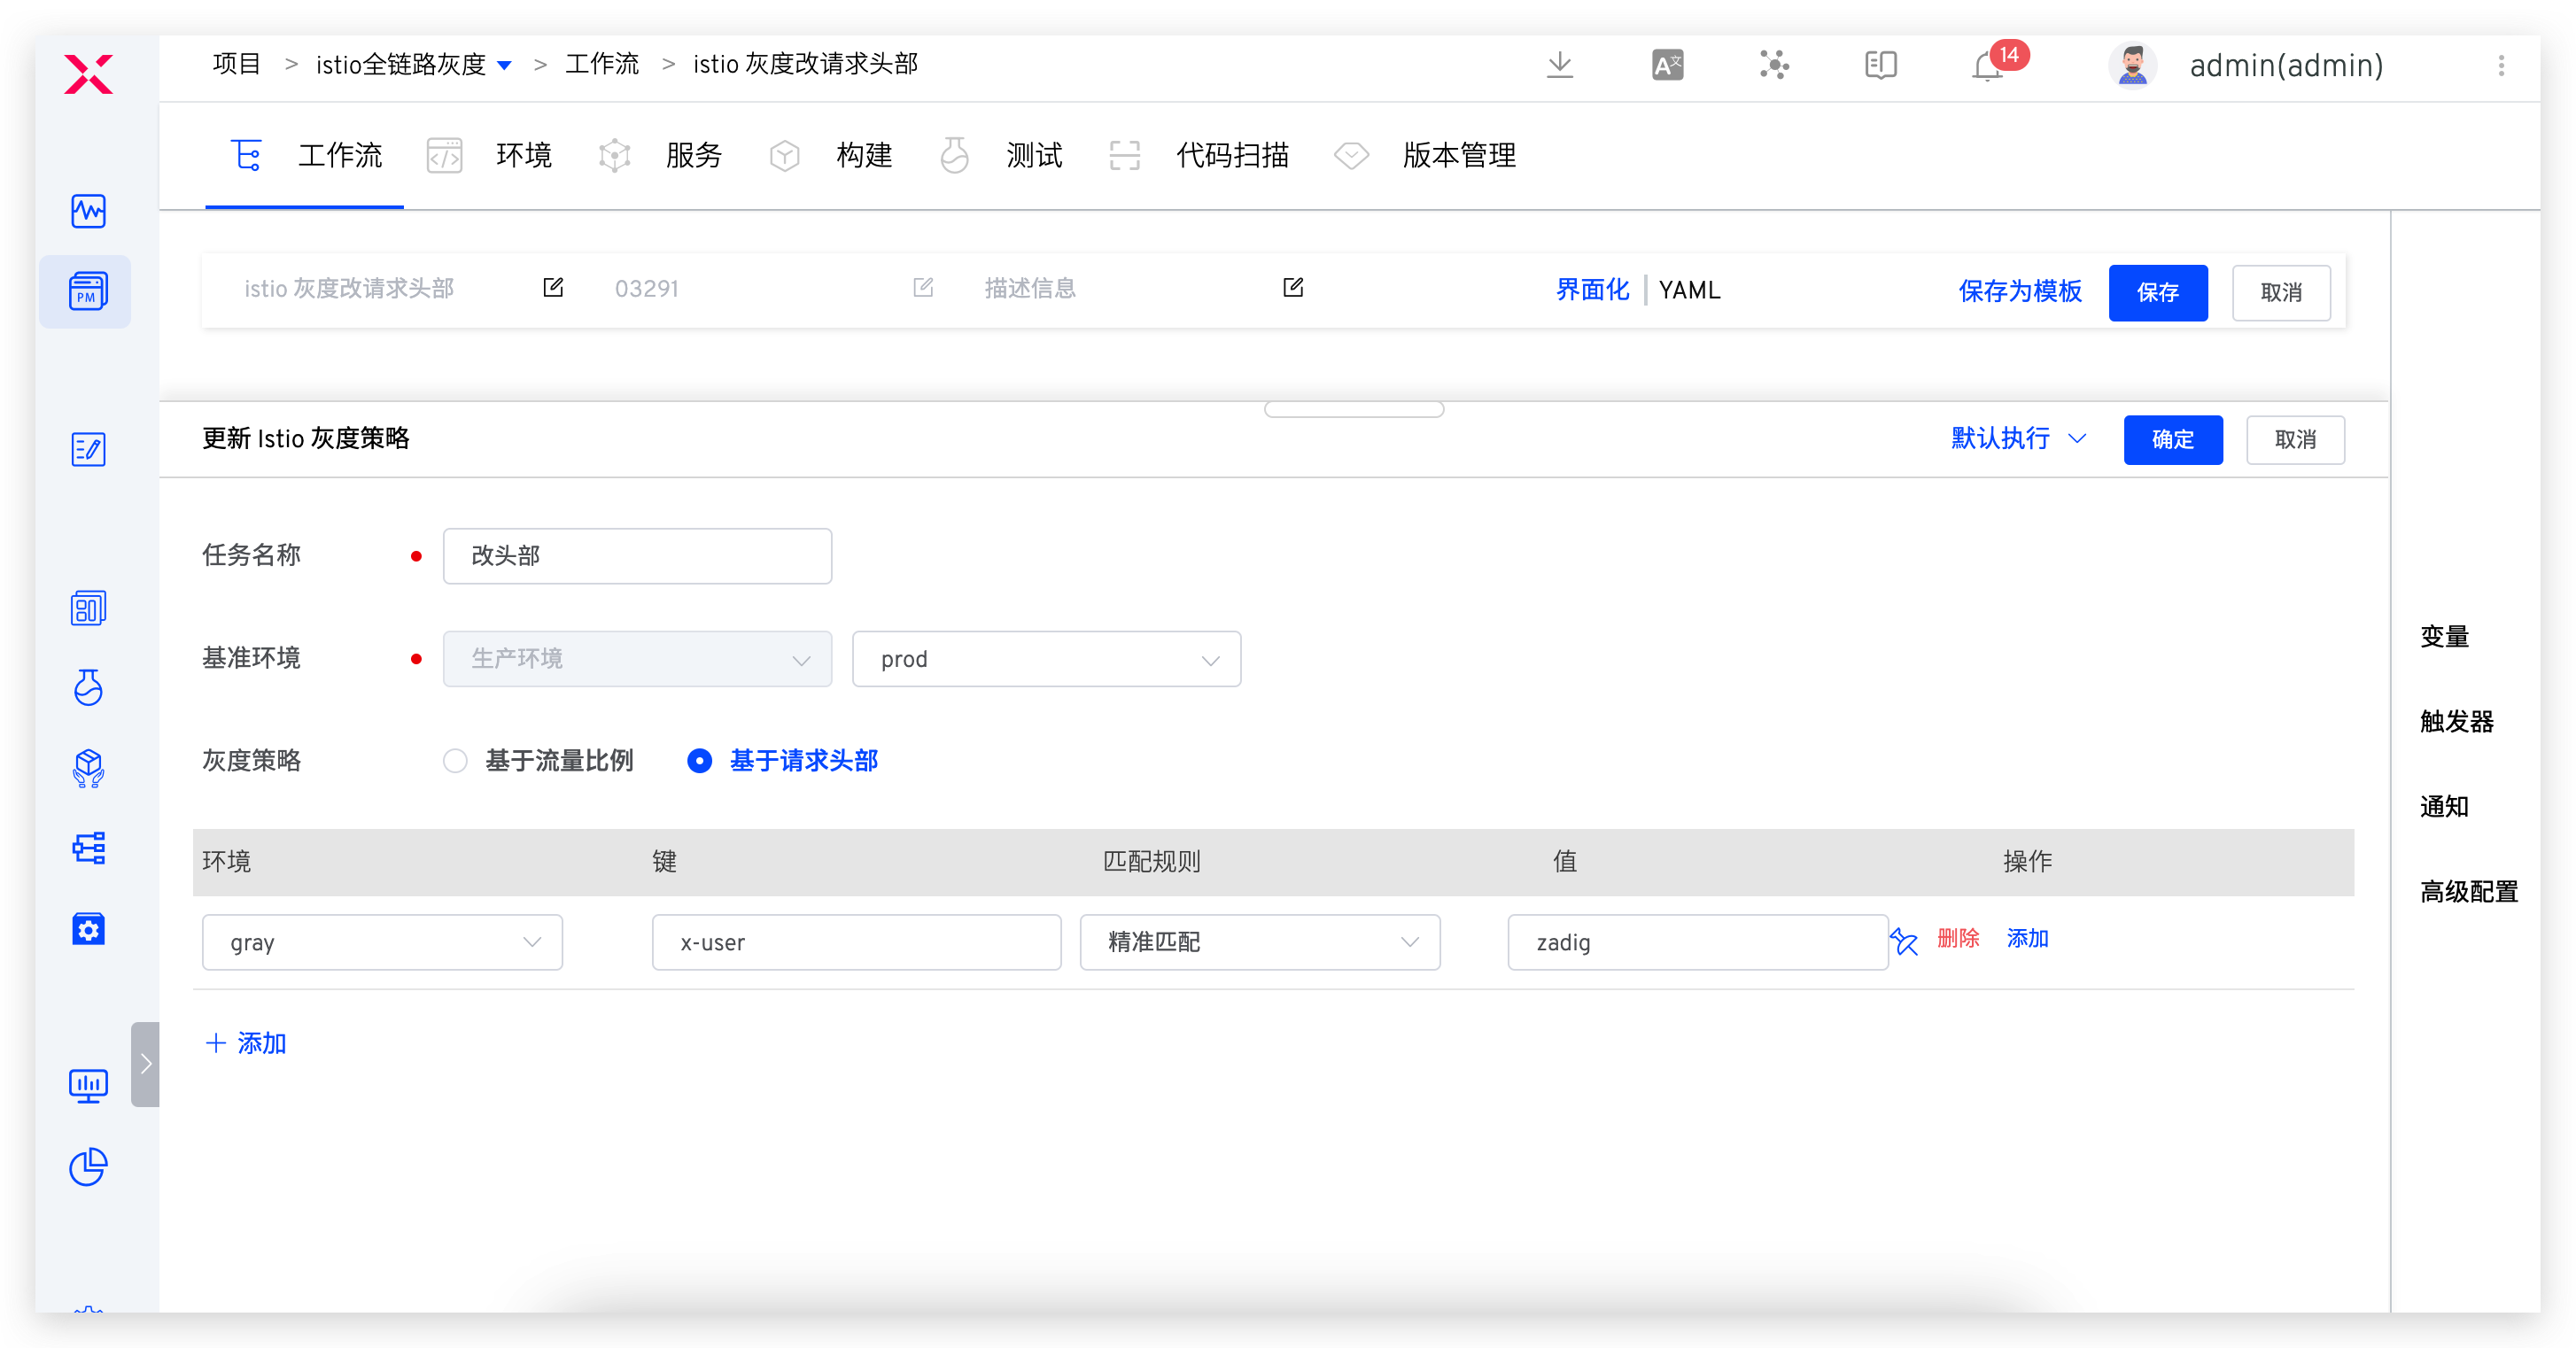 项目 > istio全链路灰度 > 工作流 > istio 灰度改请求头部
A文
14
admin(admin)
工作流 环境 服务 构建 测试 代码扫描 版本管理
PM
istio 灰度改请求头部 03291 描述信息 界面化 YAML 保存为模板 保存 取消
更新 Istio 灰度策略 默认执行 确定 取消
任务名称 改头部
基准环境 生产环境 prod
灰度策略 基于流量比例 基于请求头部
环境 键 匹配规则 值 操作
gray x-user 精准匹配 zadig 删除 添加
添加
变量
触发器
通知
高级配置